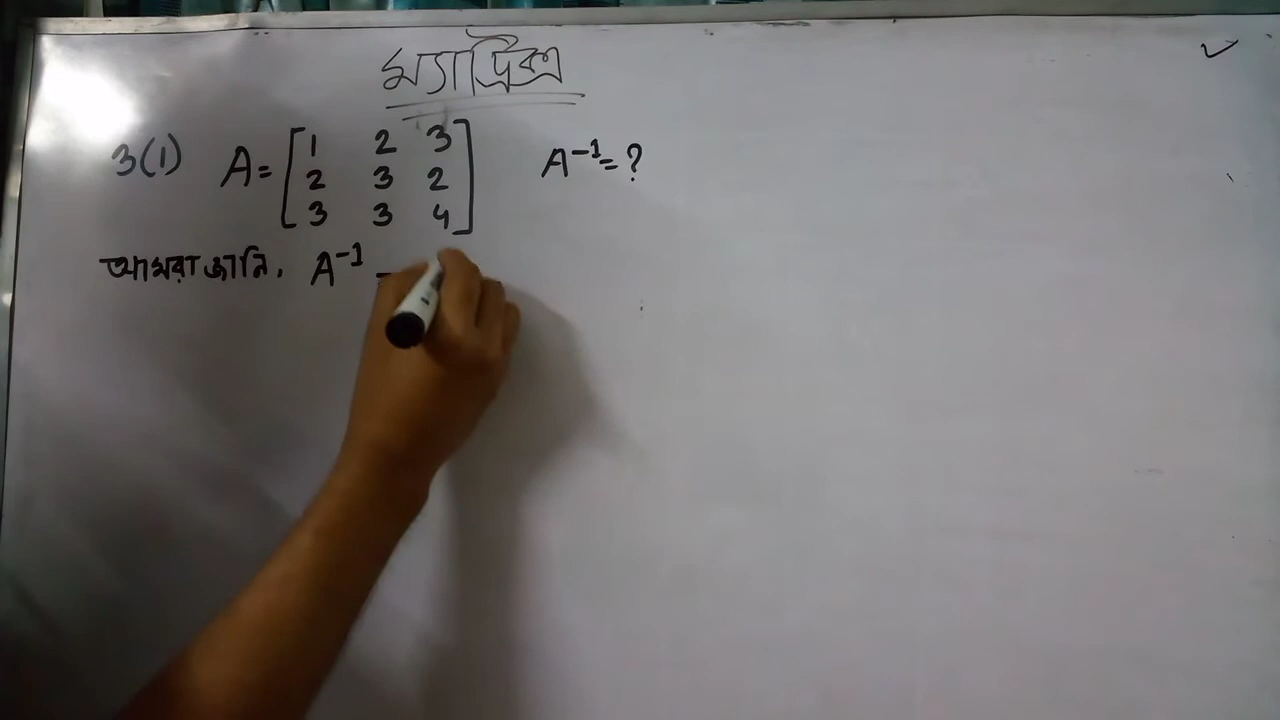 ম্যাট্রিক্স
3(1) A = [1 2 3
2 3 2
3 3 4] A⁻¹ = ?
আমরা জানি, A⁻¹ -